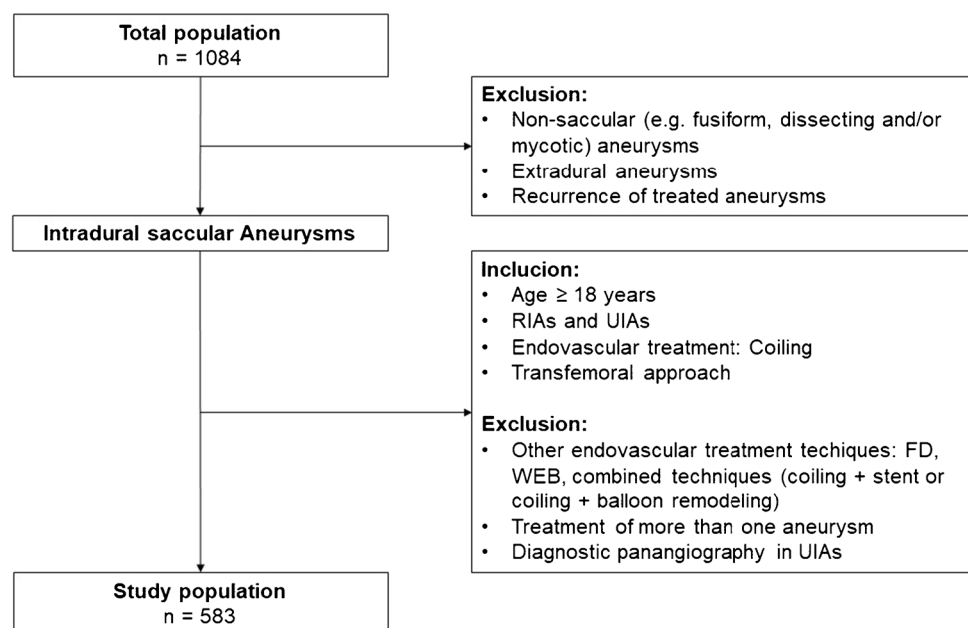 Total population
n = 1084
Exclusion:
• Non-saccular (e.g. fusiform, dissecting and/or
mycotic) aneurysms
• Extradural aneurysms
• Recurrence of treated aneurysms
Intradural saccular Aneurysms
Inclucion:
• Age ≥ 18 years
• RIAs and UIAs
• Endovascular treatment: Coiling
• Transfemoral approach
Exclusion:
• Other endovascular treatment techiques: FD,
WEB, combined techniques (coiling + stent or
coiling + balloon remodeling)
• Treatment of more than one aneurysm
• Diagnostic panangiography in UIAs
Study population
n = 583